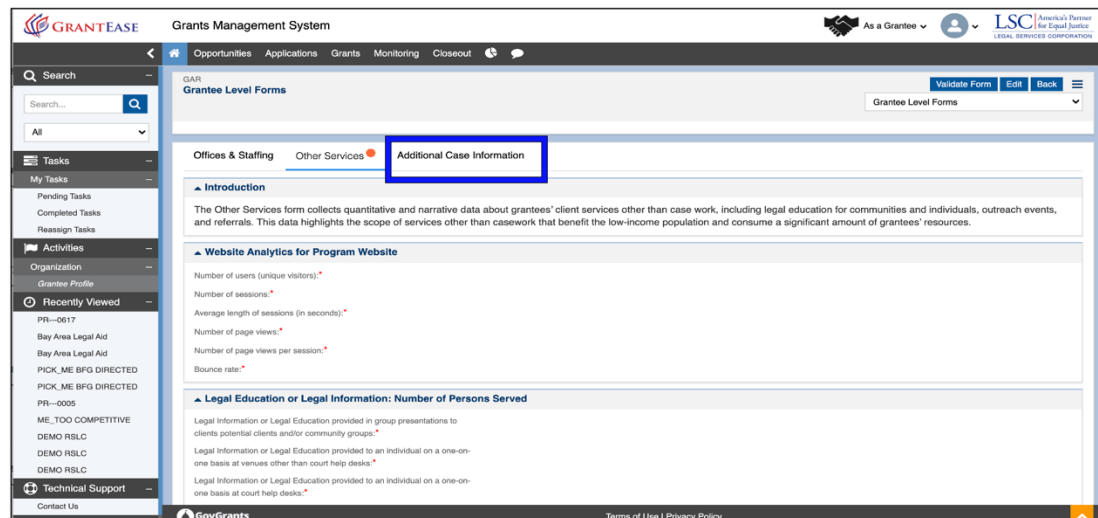 GRANTEASE
Grants Management System
As a Grantee
LSC
America's Partner
for Equal Justice
LEGAL SERVICES CORPORATION
Opportunities Applications Grants Monitoring Closeout
Search
Search...
All
Tasks
My Tasks
Pending Tasks
Completed Tasks
Reassign Tasks
Activities
Organization
Grantee Profile
Recently Viewed
PR---0617
Bay Area Legal Aid
Bay Area Legal Aid
PICK_ME BFG DIRECTED
PICK_ME BFG DIRECTED
PR---0005
ME_TOO COMPETITIVE
DEMO RSLC
DEMO RSLC
DEMO RSLC
Technical Support
Contact Us
GAR
Grantee Level Forms
Validate Form Edit Back
Grantee Level Forms
Offices & Staffing Other Services Additional Case Information
Introduction
The Other Services form collects quantitative and narrative data about grantees' client services other than case work, including legal education for communities and individuals, outreach events,
and referrals. This data highlights the scope of services other than casework that benefit the low-income population and consume a significant amount of grantees' resources.
Website Analytics for Program Website
Number of users (unique visitors):*
Number of sessions:*
Average length of sessions (in seconds):*
Number of page views:*
Number of page views per session:*
Bounce rate:*
Legal Education or Legal Information: Number of Persons Served
Legal Information or Legal Education provided in group presentations to
clients potential clients and/or community groups:*
Legal Information or Legal Education provided to an individual on a one-on-
one basis at venues other than court help desks:*
Legal Information or Legal Education provided to an individual on a one-on-
one basis at court help desks:*
GovGrants
Terms of Use | Privacy Policy